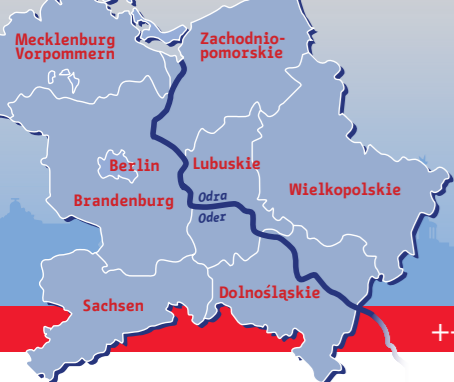 Mecklenburg
Vorpommern
Zachodnio-
pomorskie
Berlin
Lubuskie
Brandenburg
Odra
Oder
Wielkopolskie
Sachsen
Dolnośląskie